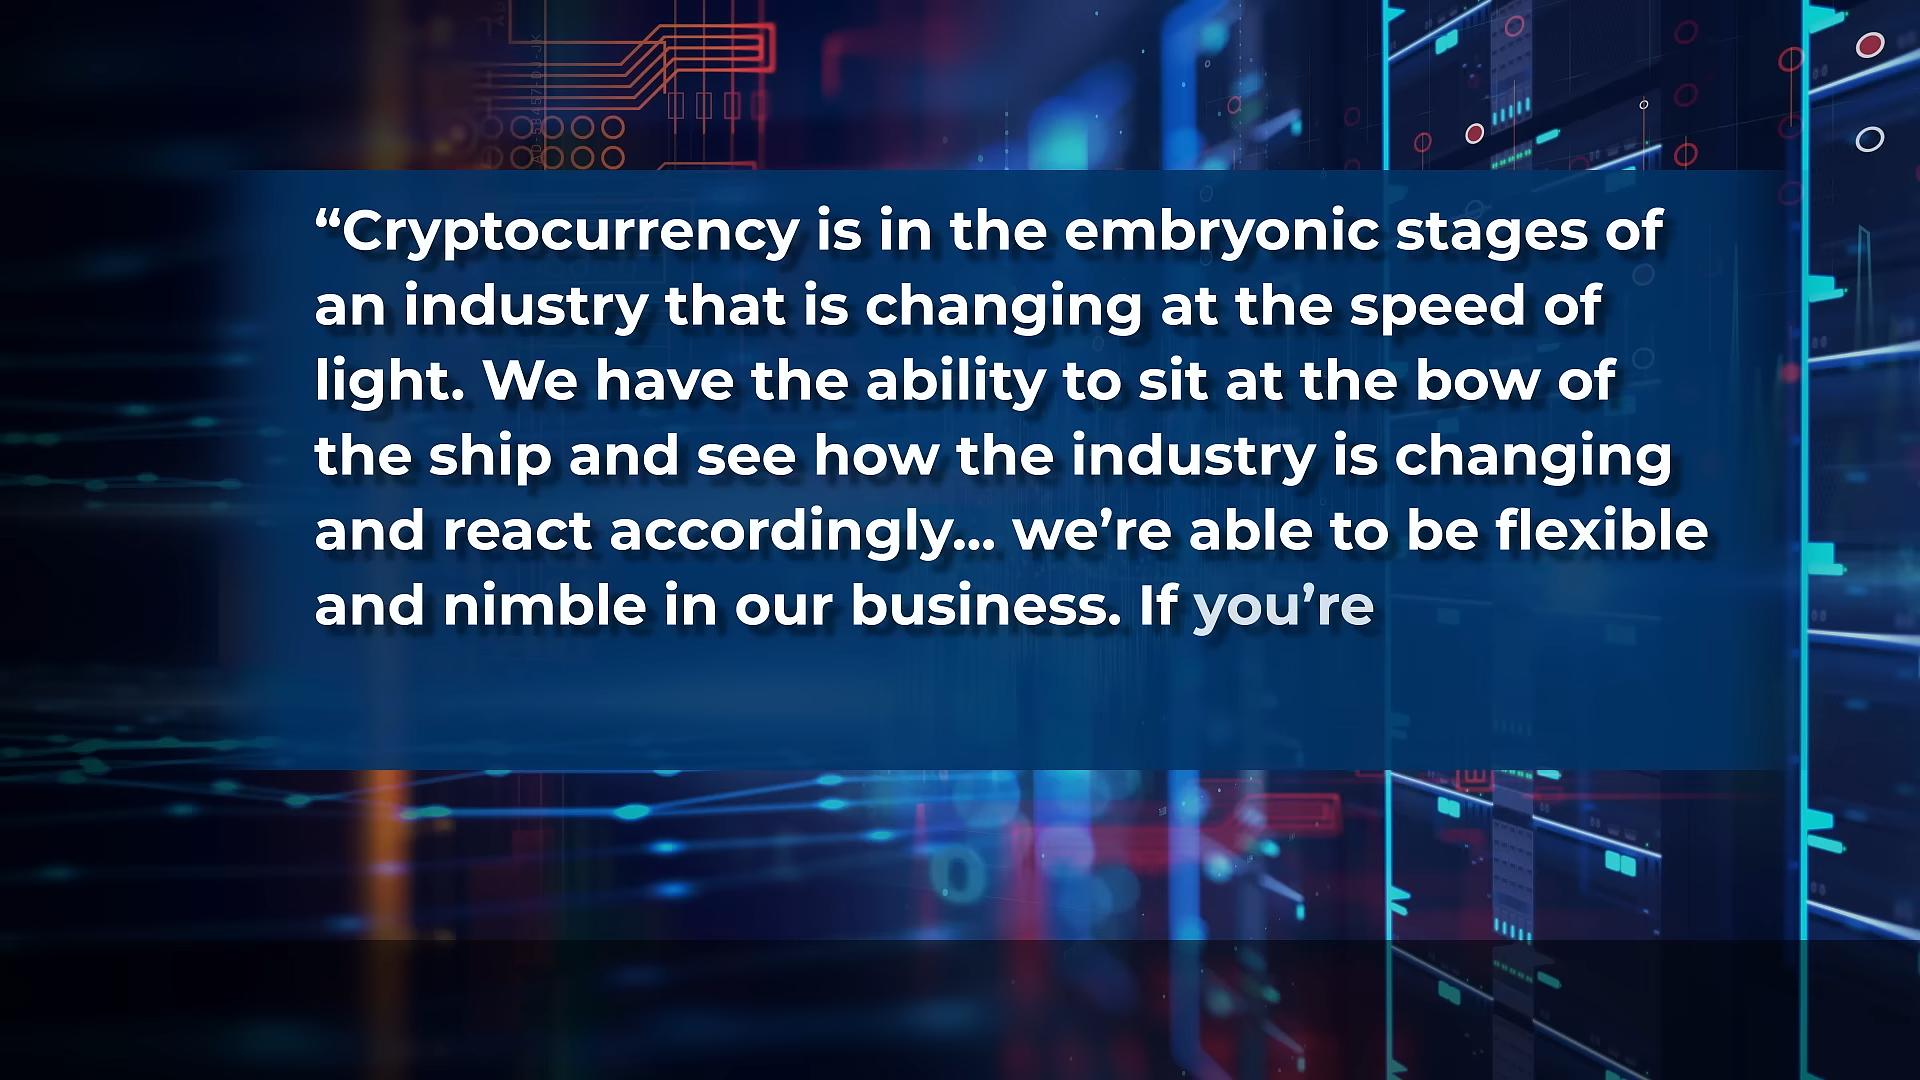 “Cryptocurrency is in the embryonic stages of
an industry that is changing at the speed of
light. We have the ability to sit at the bow of
the ship and see how the industry is changing
and react accordingly... we’re able to be flexible
and nimble in our business. If you’re